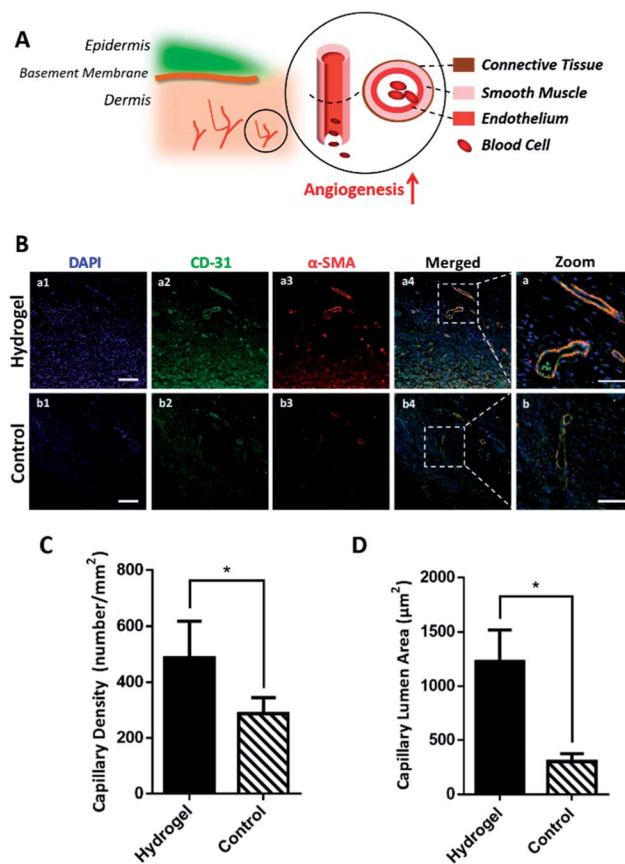 A
Epidermis
Basement Membrane
Dermis
Connective Tissue
Smooth Muscle
Endothelium
Blood Cell
Angiogenesis
B
DAPI
CD-31
α-SMA
Merged
Zoom
Hydrogel
a1
a2
a3
a4
a
Control
b1
b2
b3
b4
b
C
Capillary Density (number/mm²)
800
600
400
200
0
*
Hydrogel
Control
D
Capillary Lumen Area (μm²)
2000
1500
1000
500
0
*
Hydrogel
Control